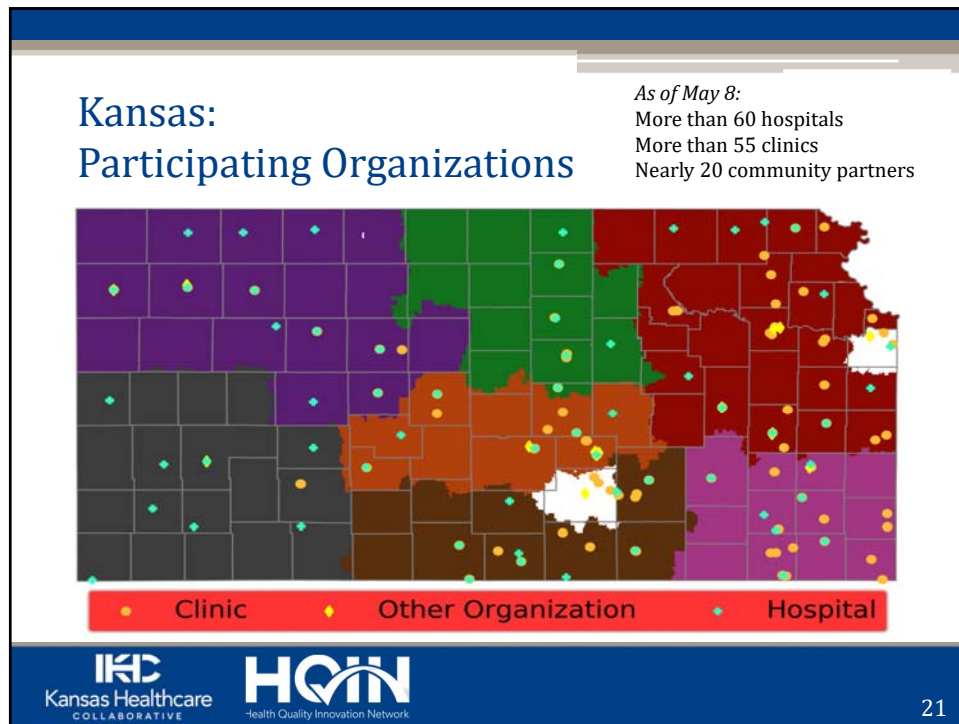 Kansas:
Participating Organizations
As of May 8:
More than 60 hospitals
More than 55 clinics
Nearly 20 community partners
Clinic Other Organization Hospital
KHC
Kansas Healthcare
COLLABORATIVE
HQIN
Health Quality Innovation Network
21